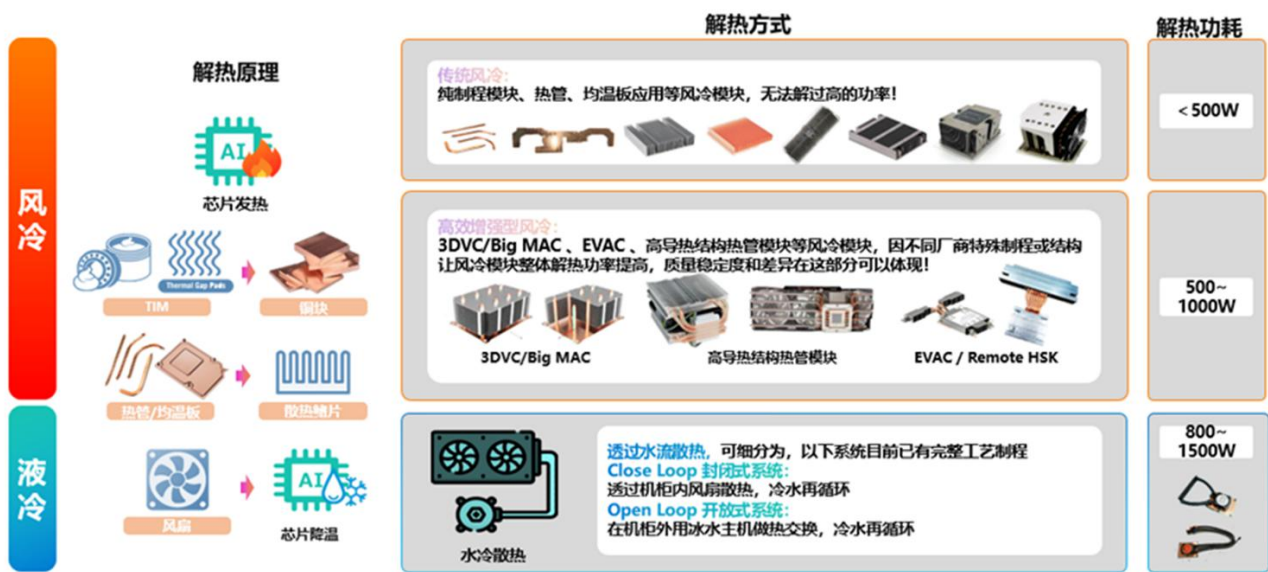 解热方式
解热功耗
解热原理
风冷
AI
芯片发热
TIM
Thermal Gap Pads
铜块
热管/均温板
散热鳍片
液冷
风扇
AI
芯片降温
传统风冷：
纯制程模块、热管、均温板应用等风冷模块，无法解过高的功率！
＜500W
高效增强型风冷：
3DVC/Big MAC 、EVAC 、高导热结构热管模块等风冷模块，因不同厂商特殊制程或结构
让风冷模块整体解热功率提高，质量稳定度和差异在这部分可以体现！
3DVC/Big MAC
高导热结构热管模块
EVAC / Remote HSK
500~
1000W
水冷散热
透过水流散热，可细分为，以下系统目前已有完整工艺制程
Close Loop 封闭式系统：
透过机柜内风扇散热，冷水再循环
Open Loop 开放式系统：
在机柜外用冰水主机做热交换，冷水再循环
800~
1500W